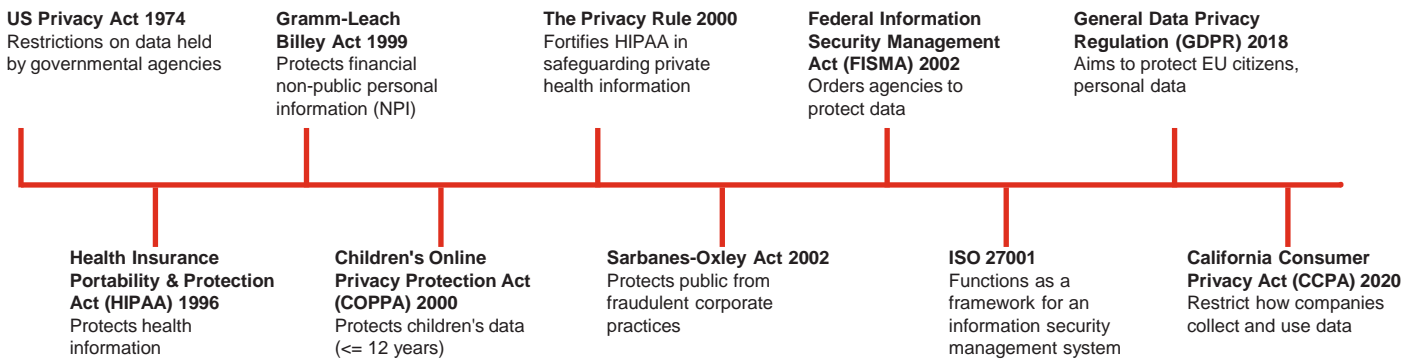 US Privacy Act 1974
Restrictions on data held
by governmental agencies
Gramm-Leach
Billey Act 1999
Protects financial
non-public personal
information (NPI)
The Privacy Rule 2000
Fortifies HIPAA in
safeguarding private
health information
Federal Information
Security Management
Act (FISMA) 2002
Orders agencies to
protect data
General Data Privacy
Regulation (GDPR) 2018
Aims to protect EU citizens,
personal data
Health Insurance
Portability & Protection
Act (HIPAA) 1996
Protects health
information
Children's Online
Privacy Protection Act
(COPPA) 2000
Protects children's data
(<= 12 years)
Sarbanes-Oxley Act 2002
Protects public from
fraudulent corporate
practices
ISO 27001
Functions as a
framework for an
information security
management system
California Consumer
Privacy Act (CCPA) 2020
Restrict how companies
collect and use data